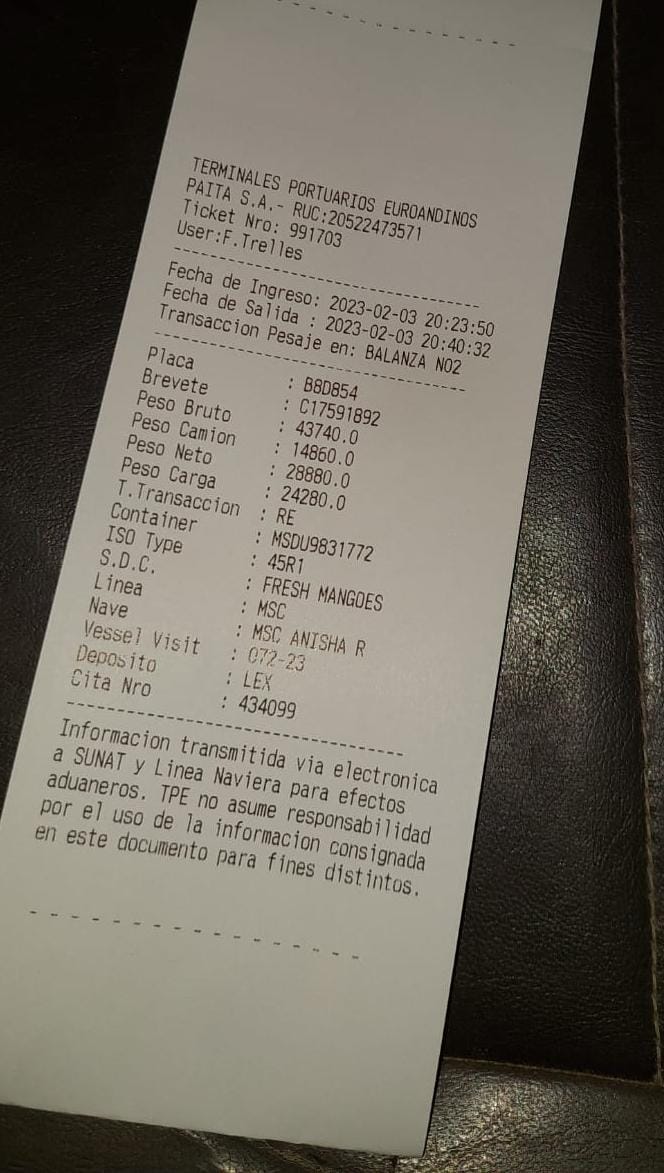 TERMINALES PORTUARIOS EUROANDINOS
PAITA S.A.- RUC:20522473571
Ticket Nro: 991703
User:F.Trelles
Fecha de Ingreso: 2023-02-03 20:23:50
Fecha de Salida : 2023-02-03 20:40:32
Transaccion Pesaje en: BALANZA N02
Placa : B8D854
Brevete : C17591892
Peso Bruto : 43740.0
Peso Camion : 14860.0
Peso Neto : 28880.0
Peso Carga : 24280.0
T.Transaccion : RE
Container : MSDU9831772
ISO Type : 45R1
S.D.C. : FRESH MANGOES
Linea : MSC
Nave : MSC ANISHA R
Vessel Visit : 072-23
Deposito : LEX
Cita Nro : 434099
Informacion transmitida via electronica
a SUNAT y Linea Naviera para efectos
aduaneros. TPE no asume responsabilidad
por el uso de la informacion consignada
en este documento para fines distintos.